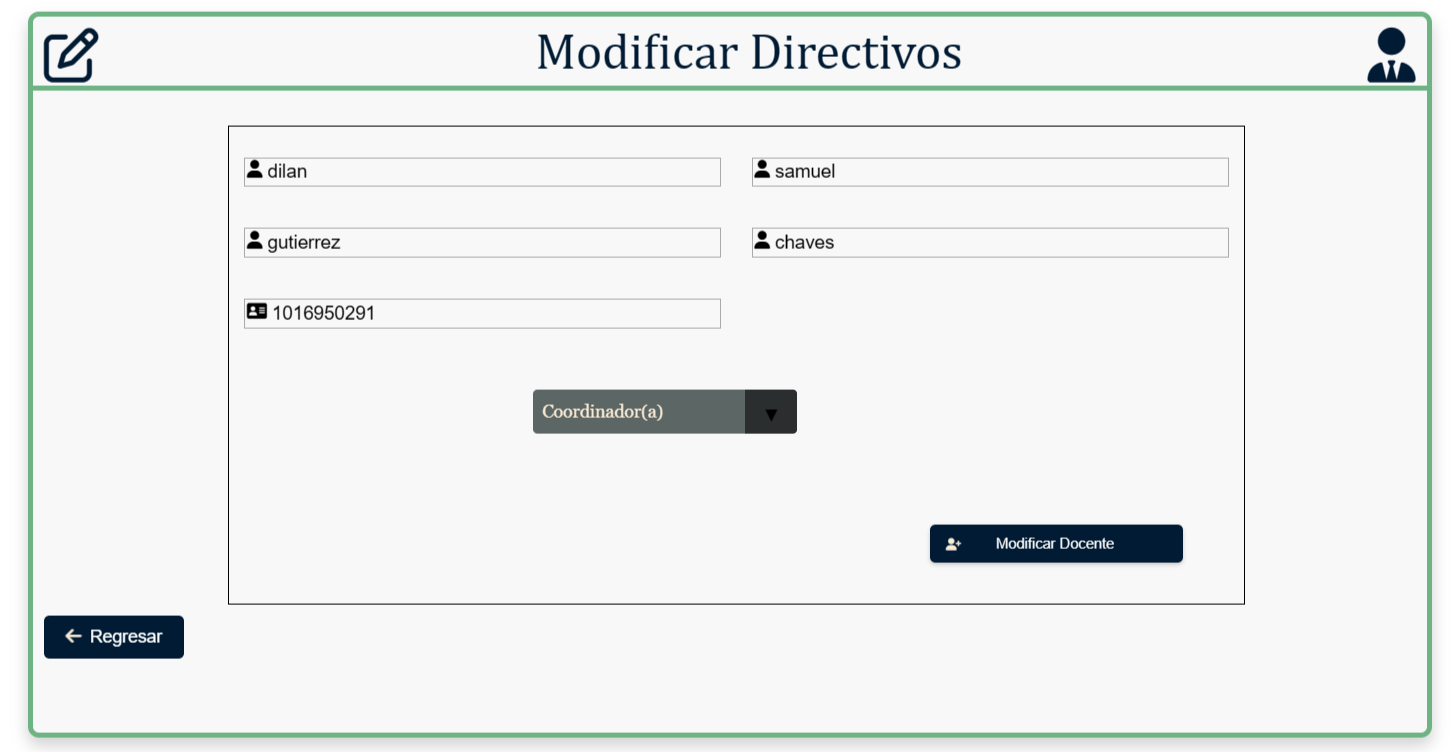 Modificar Directivos
dilan
samuel
gutierrez
chaves
1016950291
Coordinador(a)
Modificar Docente
Regresar